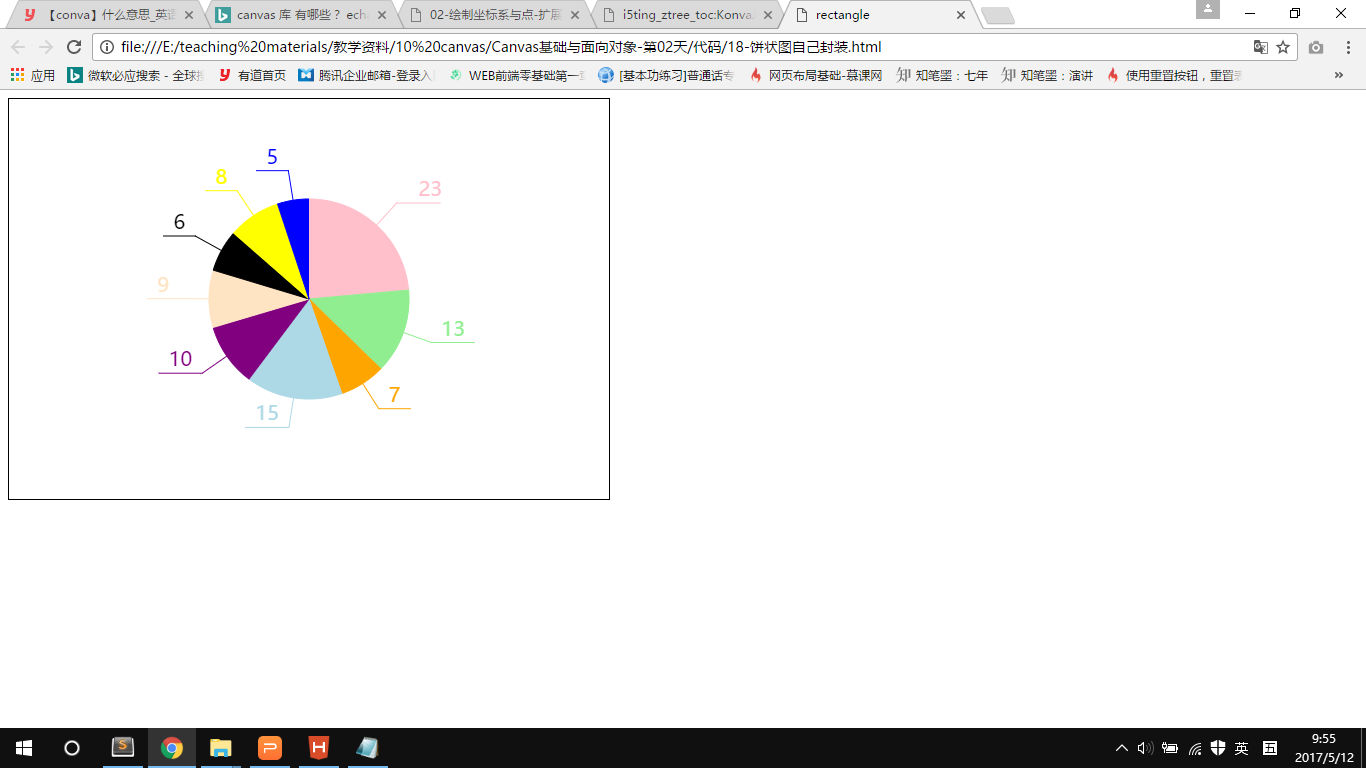 【conva】什么意思_英语
canvas 库 有哪些？ ech
02-绘制坐标系与点-扩展
i5ting_ztree_toc:Konva
rectangle
file:///E:/teaching%20materials/教学资料/10%20canvas/Canvas基础与面向对象-第02天/代码/18-饼状图自己封装.html
应用
微软必应搜索 - 全球搜
有道首页
腾讯企业邮箱-登录入
WEB前端零基础第一
[基本功练习]普通话专
网页布局基础-慕课网
知笔墨：七年
知笔墨：演讲
使用重置按钮，重置
5
8
23
6
9
13
10
7
15
英
五
9:55
2017/5/12